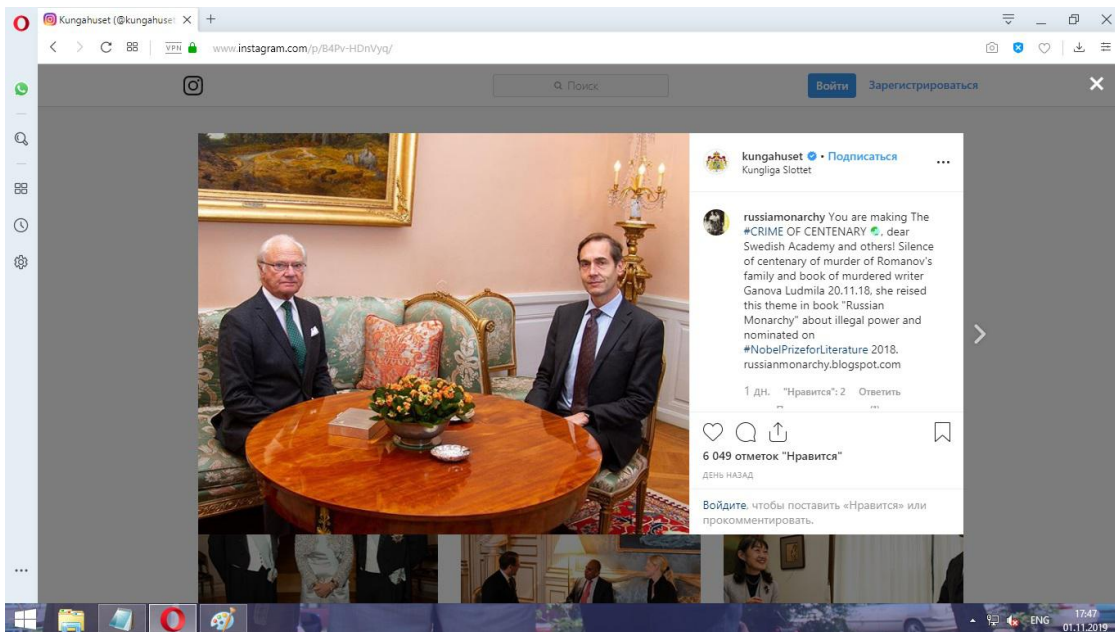 Kungahuset (@kungahuset
VPN
www.instagram.com/p/B4Pv-HDnVyq/
Поиск
Войти
Зарегистрироваться
kungahuset • Подписаться
Kungliga Slottet
russiamonarchy You are making The
#CRIME OF CENTENARY , dear
Swedish Academy and others! Silence
of centenary of murder of Romanov's
family and book of murdered writer
Ganova Ludmila 20.11.18, she reised
this theme in book "Russian
Monarchy" about illegal power and
nominated on
#NobelPrizeforLiterature 2018.
russianmonarchy.blogspot.com
1 дн. "Нравится": 2 Ответить
6 049 отметок "Нравится"
ДЕНЬ НАЗАД
Войдите, чтобы поставить «Нравится» или
прокомментировать.
ENG
17:47
01.11.2019